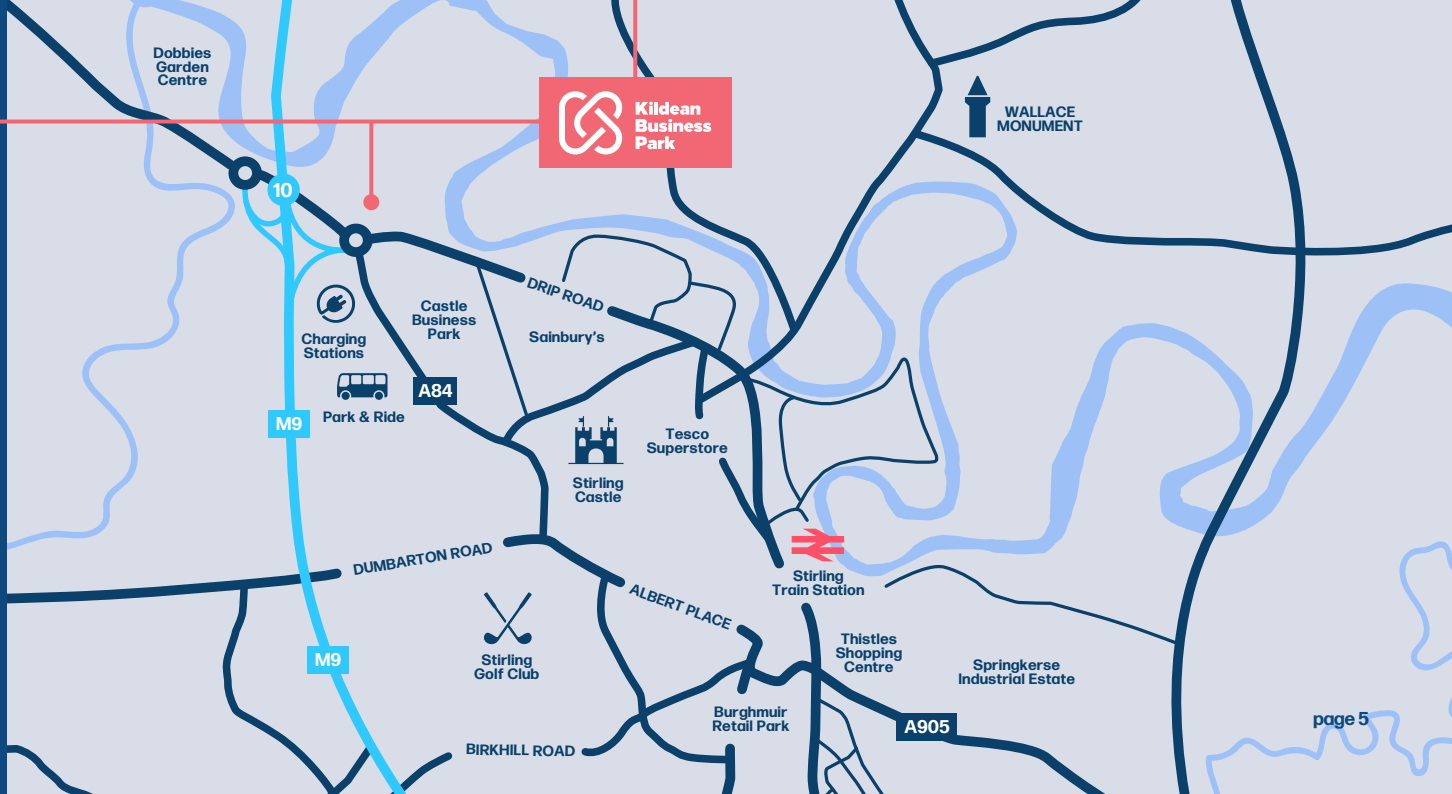 Dobbies
Garden
Centre
Kildean
Business
Park
WALLACE
MONUMENT
10
DRIP ROAD
Castle
Business
Park
Sainbury's
Charging
Stations
A84
Park & Ride
M9
Tesco
Superstore
Stirling
Castle
DUMBARTON ROAD
Stirling
Train Station
ALBERT PLACE
Stirling
Golf Club
M9
Thistles
Shopping
Centre
Springkerse
Industrial Estate
Burghmuir
Retail Park
A905
page 5
BIRKHILL ROAD